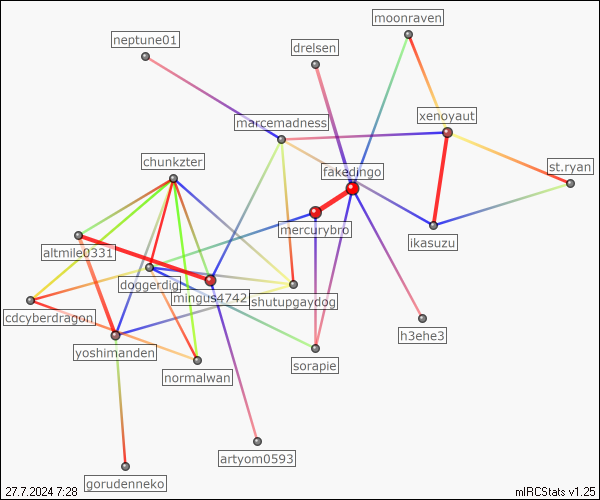 moonraven
neptune01
drelsen
xenoyaut
marcemadness
chunkzter
fakedingo
st.ryan
mercurybro
ikasuzu
altmile0331
doggerdig
mingus4742
shutupgaydog
cdcyberdragon
h3ehe3
yoshimanden
sorapie
normalwan
artyom0593
gorudenneko
27.7.2024 7:28
mIRCStats v1.25